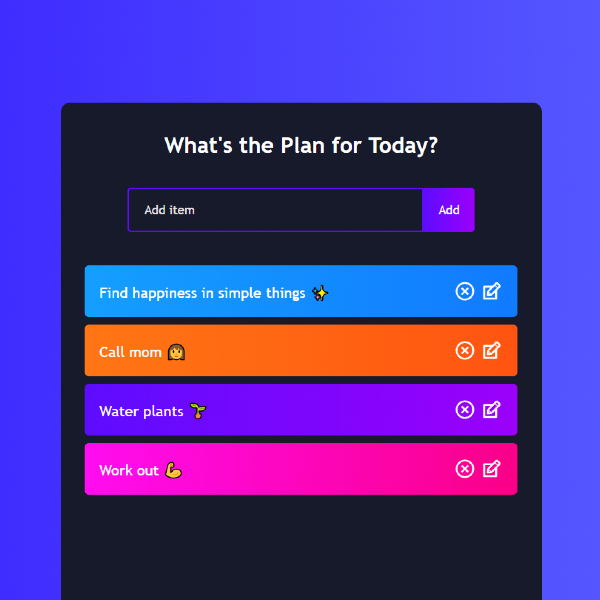 What's the Plan for Today?
Add item
Add
Find happiness in simple things ✨
Call mom 👩
Water plants 🌱
Work out 💪